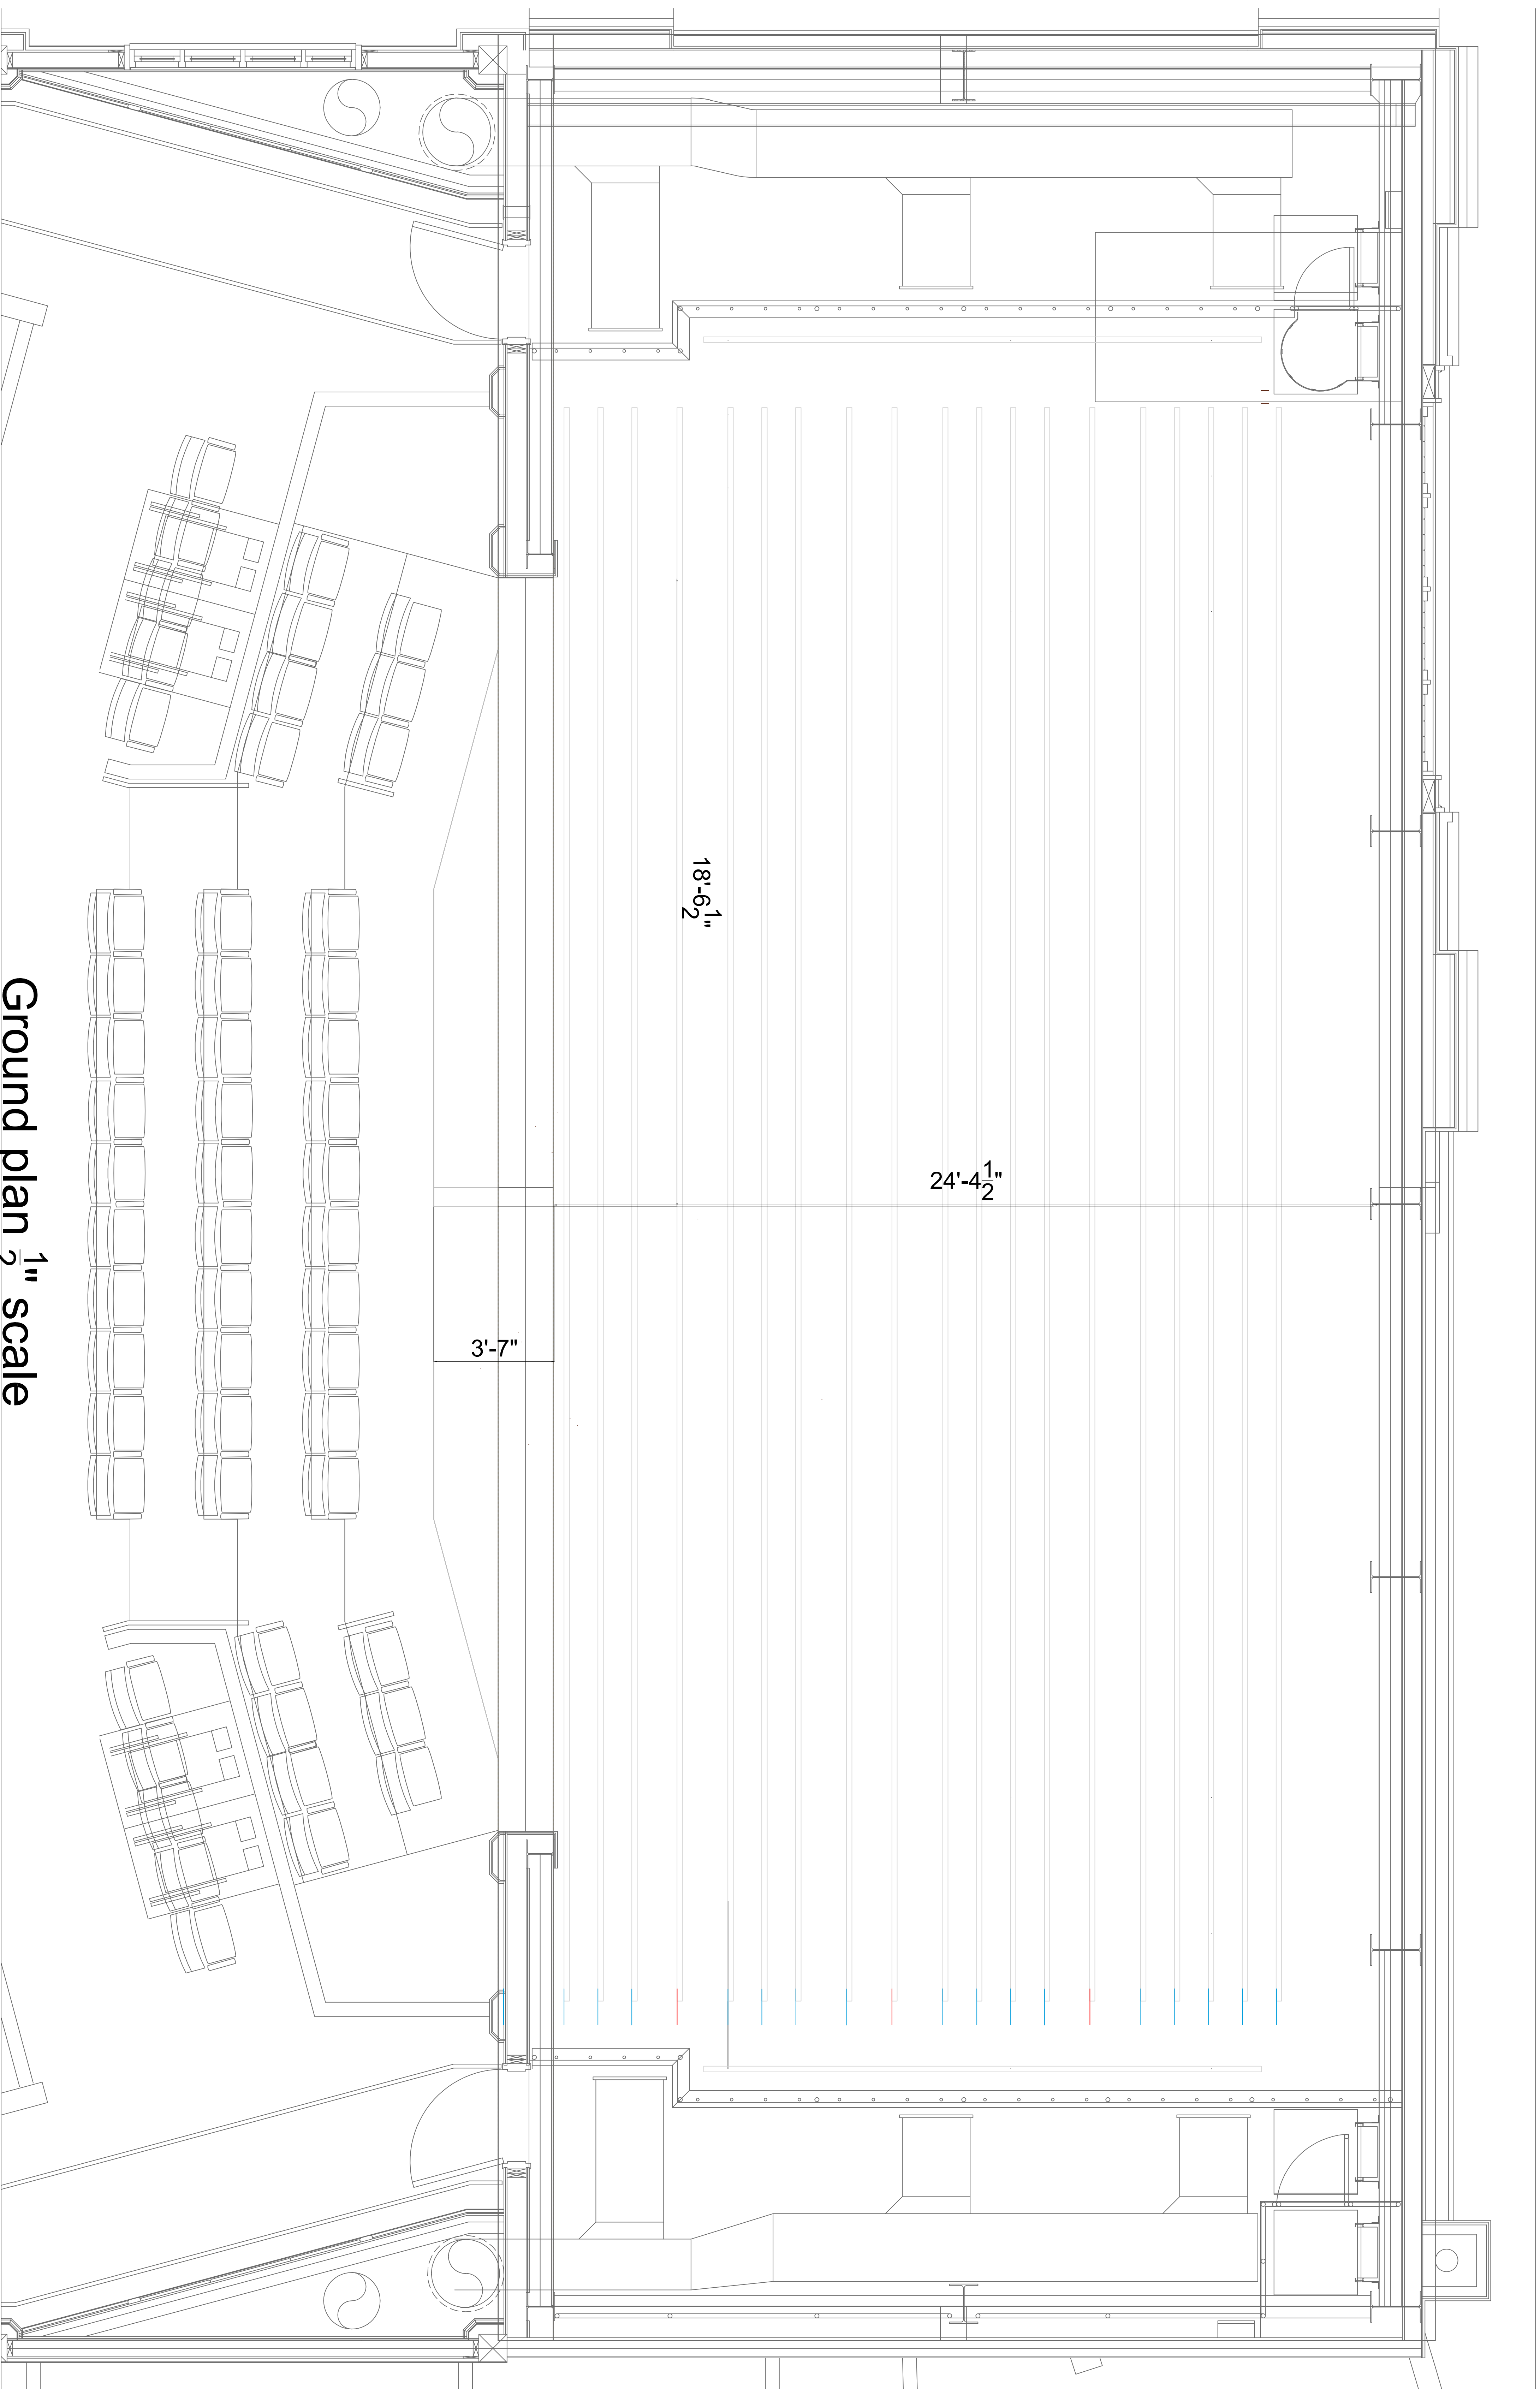 18'-6 1/2"
24'-4 1/2"
3'-7"
Ground plan 1/2" scale